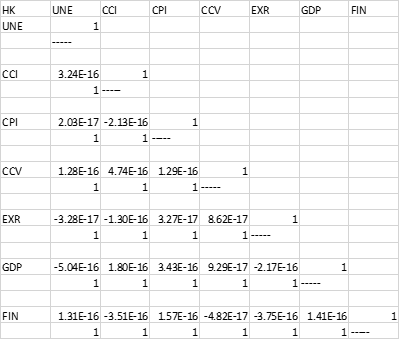 HK UNE CCI CPI CCV EXR GDP FIN
UNE 1
-----
CCI 3.24E-16 1
1 -----
CPI 2.03E-17 -2.13E-16 1
1 1 -----
CCV 1.28E-16 4.74E-16 1.29E-16 1
1 1 1 -----
EXR -3.28E-17 -1.30E-16 3.27E-17 8.62E-17 1
1 1 1 1 -----
GDP -5.04E-16 1.80E-16 3.43E-16 9.29E-17 -2.17E-16 1
1 1 1 1 1 -----
FIN 1.31E-16 -3.51E-16 1.57E-16 -4.82E-17 -3.75E-16 1.41E-16 1
1 1 1 1 1 1 -----